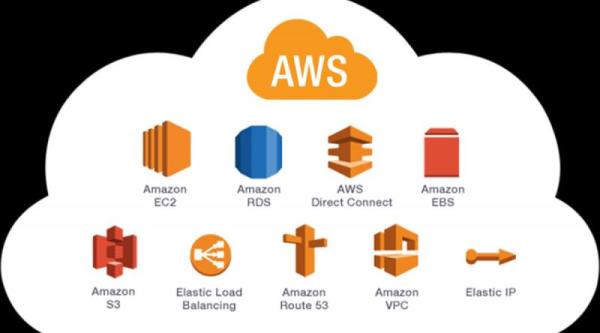 AWS
Amazon
EC2
Amazon
RDS
AWS
Direct Connect
Amazon
EBS
Amazon
S3
Elastic Load
Balancing
Amazon
Route 53
Amazon
VPC
Elastic IP